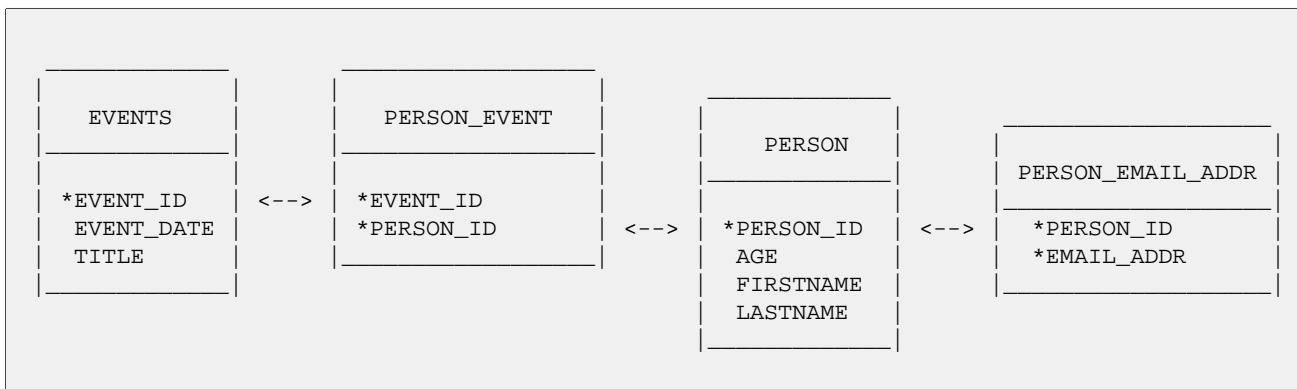 EVENTS
*EVENT_ID
EVENT_DATE
TITLE
<-->
PERSON_EVENT
*EVENT_ID
*PERSON_ID
<-->
PERSON
*PERSON_ID
AGE
FIRSTNAME
LASTNAME
<-->
PERSON_EMAIL_ADDR
*PERSON_ID
*EMAIL_ADDR